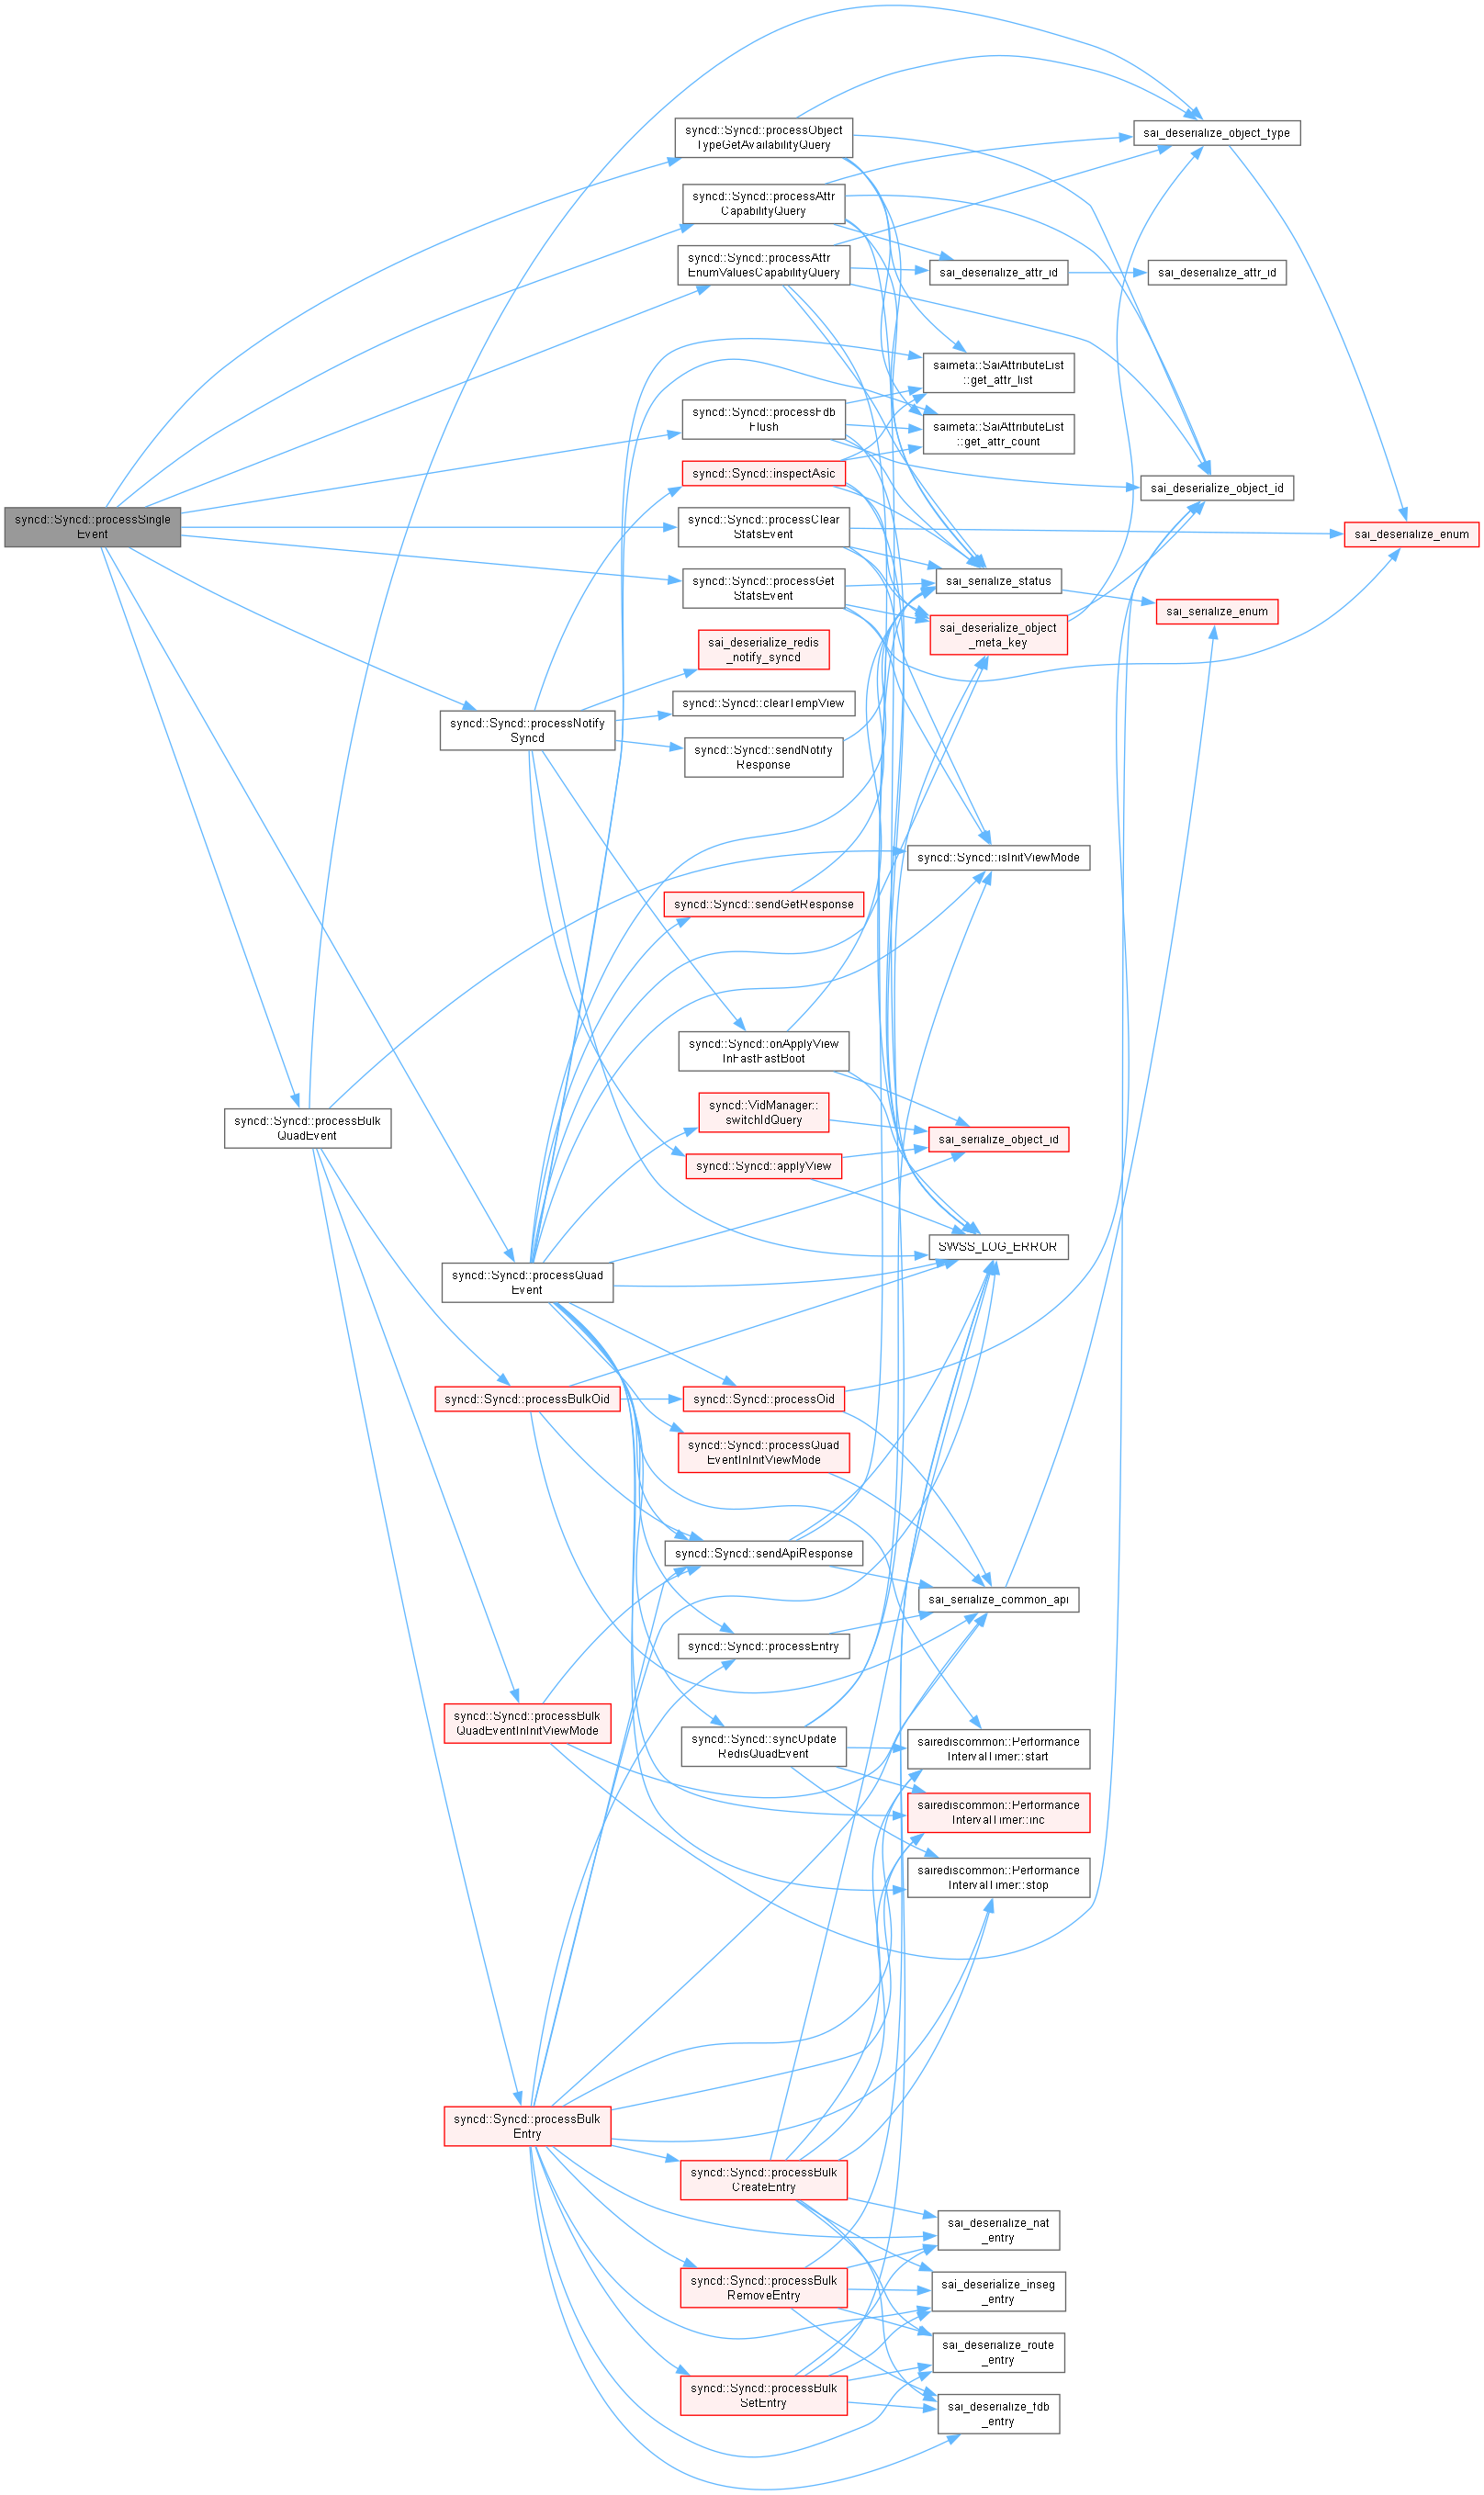 syncd::Syncd::processSingle
Event
syncd::Syncd::processBulk
QuadEvent
syncd::Syncd::processNotify
Syncd
syncd::Syncd::processQuad
Event
syncd::Syncd::processBulkOid
syncd::Syncd::processBulk
QuadEventInInitViewMode
syncd::Syncd::processBulk
Entry
syncd::Syncd::processObject
TypeGetAvailabilityQuery
syncd::Syncd::processAttr
CapabilityQuery
syncd::Syncd::processAttr
EnumValuesCapabilityQuery
syncd::Syncd::processFdb
Flush
syncd::Syncd::inspectAsic
syncd::Syncd::processClear
StatsEvent
syncd::Syncd::processGet
StatsEvent
sai_deserialize_redis
_notify_syncd
syncd::Syncd::clearTempView
syncd::Syncd::sendNotify
Response
syncd::Syncd::sendGetResponse
syncd::Syncd::onApplyView
InFastFastBoot
syncd::VidManager::
switchIdQuery
syncd::Syncd::applyView
syncd::Syncd::processOid
syncd::Syncd::processQuad
EventInInitViewMode
syncd::Syncd::sendApiResponse
syncd::Syncd::processEntry
syncd::Syncd::syncUpdate
RedisQuadEvent
syncd::Syncd::processBulk
CreateEntry
syncd::Syncd::processBulk
RemoveEntry
syncd::Syncd::processBulk
SetEntry
sai_deserialize_attr_id
saimeta::SaiAttributeList
::get_attr_list
saimeta::SaiAttributeList
::get_attr_count
sai_serialize_status
sai_deserialize_object
_meta_key
syncd::Syncd::isInitViewMode
sai_serialize_object_id
SWSS_LOG_ERROR
sai_serialize_common_api
sairediscommon::Performance
IntervalTimer::start
sairediscommon::Performance
IntervalTimer::inc
sairediscommon::Performance
IntervalTimer::stop
sai_deserialize_nat
_entry
sai_deserialize_inseg
_entry
sai_deserialize_route
_entry
sai_deserialize_fdb
_entry
sai_deserialize_object_type
sai_deserialize_attr_id
sai_deserialize_object_id
sai_serialize_enum
sai_deserialize_enum